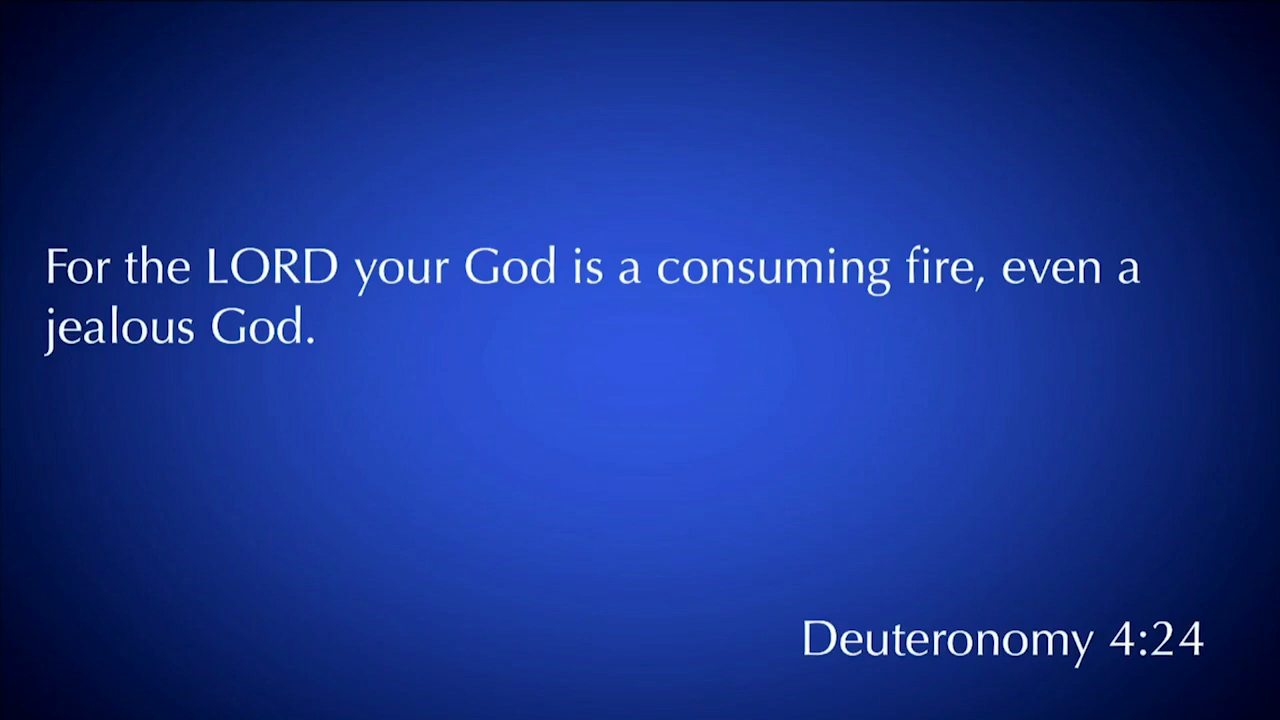 For the LORD your God is a consuming fire, even a
jealous God.
Deuteronomy 4:24